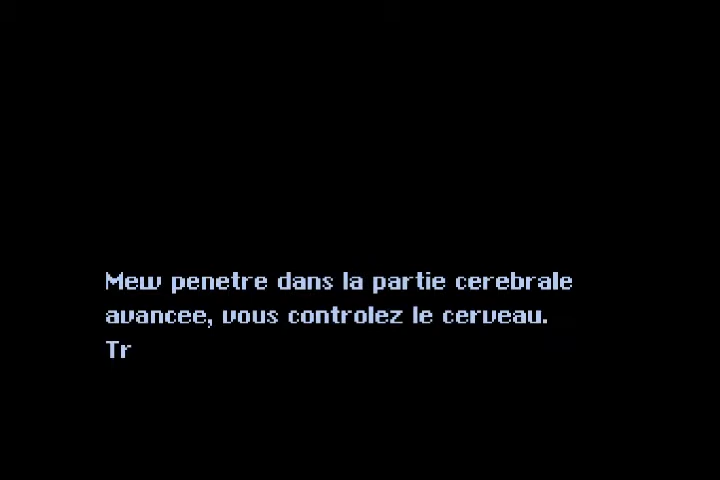 Mew penetre dans la partie cerebrale
avancee, vous controlez le cerveau.
Tr